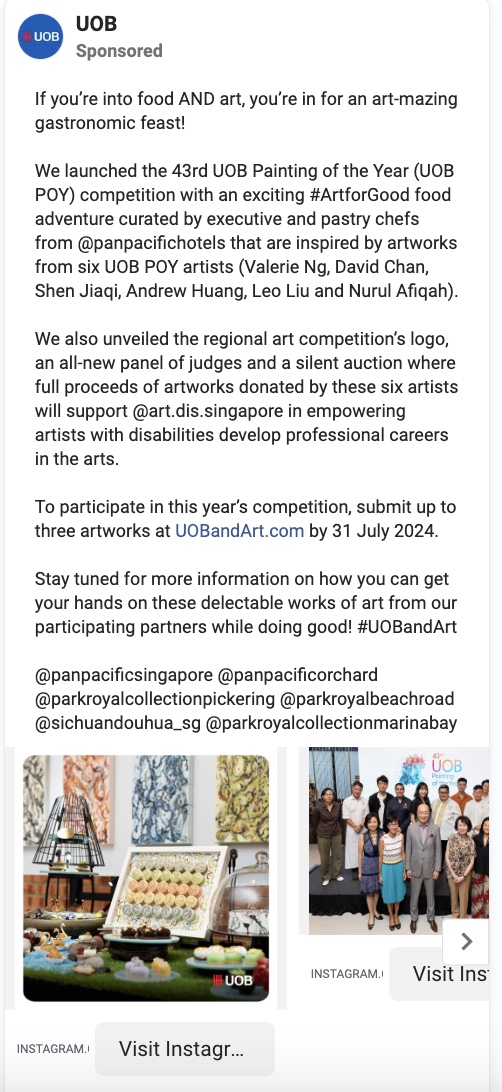 UOB
UOB
Sponsored
If you’re into food AND art, you’re in for an art-mazing
gastronomic feast!
We launched the 43rd UOB Painting of the Year (UOB
POY) competition with an exciting #ArtforGood food
adventure curated by executive and pastry chefs
from @panpacifichotels that are inspired by artworks
from six UOB POY artists (Valerie Ng, David Chan,
Shen Jiaqi, Andrew Huang, Leo Liu and Nurul Afiqah).
We also unveiled the regional art competition’s logo,
an all-new panel of judges and a silent auction where
full proceeds of artworks donated by these six artists
will support @art.dis.singapore in empowering
artists with disabilities develop professional careers
in the arts.
To participate in this year’s competition, submit up to
three artworks at UOBandArt.com by 31 July 2024.
Stay tuned for more information on how you can get
your hands on these delectable works of art from our
participating partners while doing good! #UOBandArt
@panpacificsingapore @panpacificorchard
@parkroyalcollectionpickering @parkroyalbeachroad
@sichuandouhua_sg @parkroyalcollectionmarinabay
43rd
UOB
Painting
of the Year
UOB
INSTAGRAM.
Visit Ins
INSTAGRAM.
Visit Instagr...